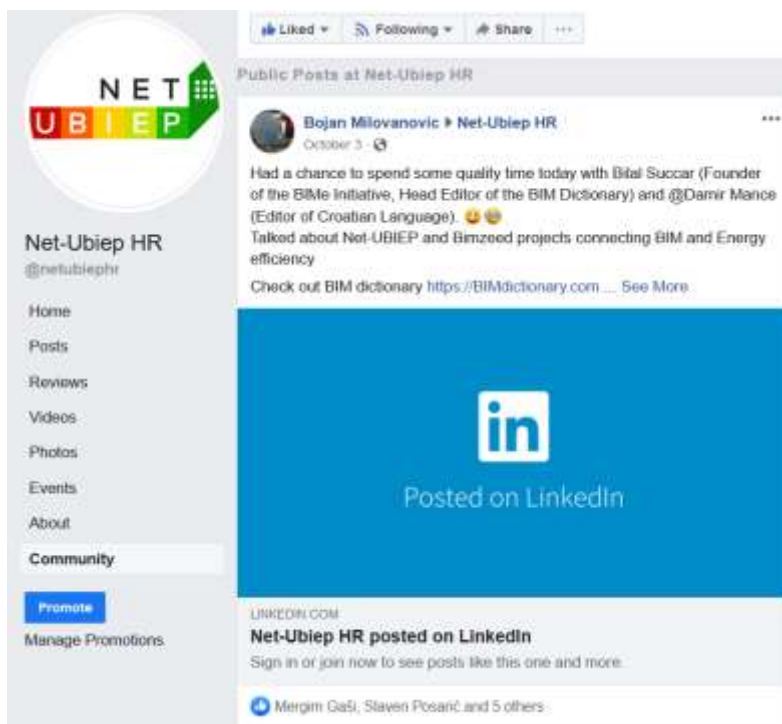 NET
UBIEP
Net-Ubiep HR
@netubiephr
Home
Posts
Reviews
Videos
Photos
Events
About
Community
Promote
Manage Promotions
Liked
Following
Share
Public Posts at Net-Ubiep HR
Bojan Milovanovic Net-Ubiep HR
October 3
Had a chance to spend some quality time today with Bilal Succar (Founder
of the BIMe Initiative, Head Editor of the BIM Dictionary) and @Damir Mance
(Editor of Croatian Language).
Talked about Net-UBIEP and Bimzeed projects connecting BIM and Energy
efficiency
Check out BIM dictionary https://BIMdictionary.com ... See More
in
Posted on LinkedIn
LINKEDIN.COM
Net-Ubiep HR posted on LinkedIn
Sign in or join now to see posts like this one and more.
Mergim Gaši, Slaven Posarić and 5 others